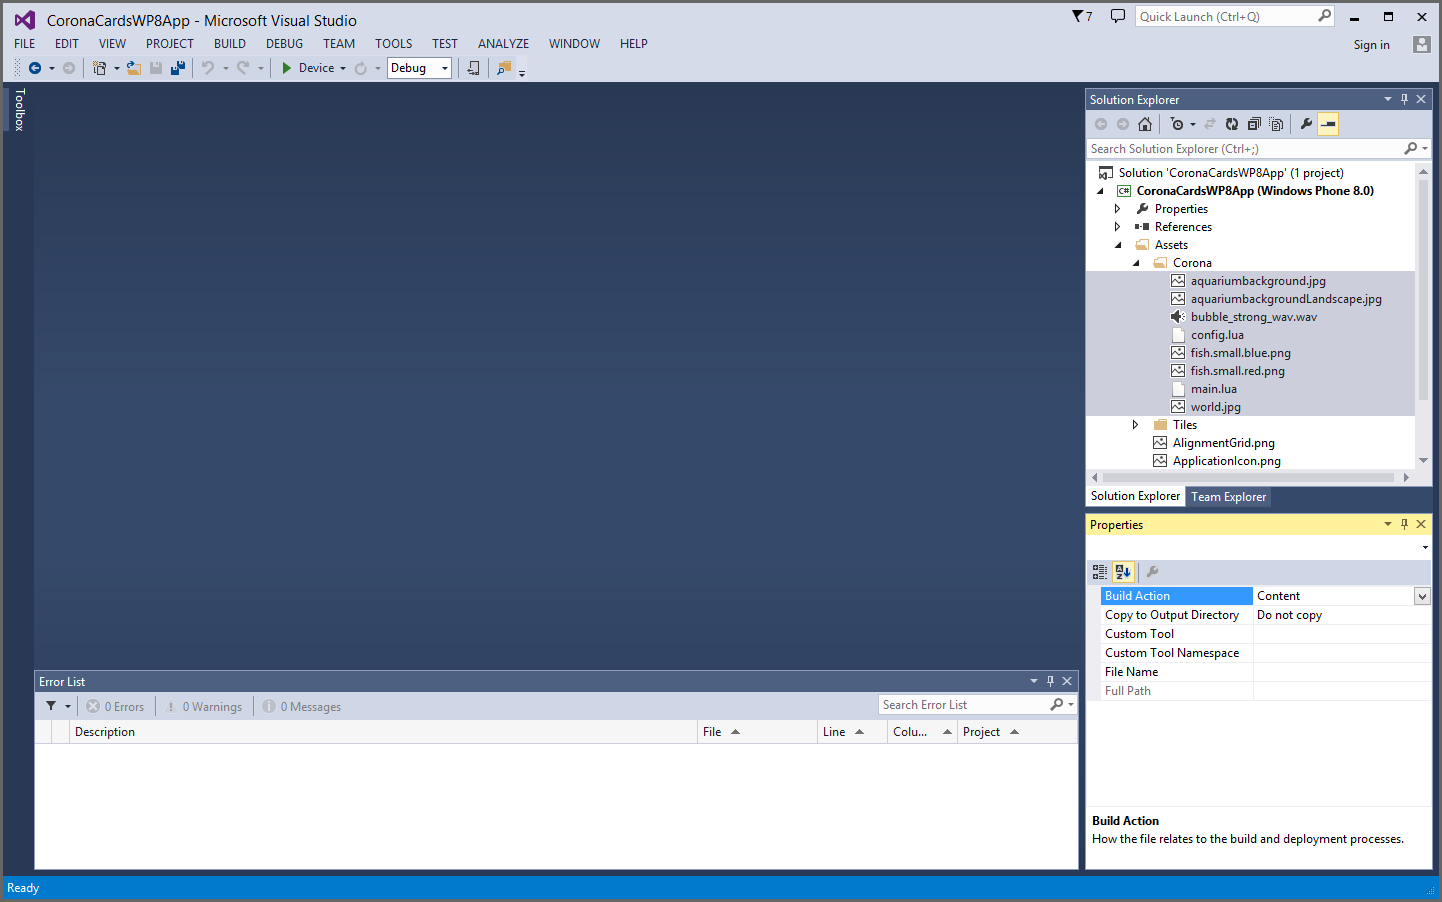 CoronaCardsWP8App - Microsoft Visual Studio
7
Quick Launch (Ctrl+Q)
FILE EDIT VIEW PROJECT BUILD DEBUG TEAM TOOLS TEST ANALYZE WINDOW HELP
Sign in
Device
Debug
Toolbox
Solution Explorer
Search Solution Explorer (Ctrl+;)
Solution 'CoronaCardsWP8App' (1 project)
C# CoronaCardsWP8App (Windows Phone 8.0)
Properties
References
Assets
Corona
aquariumbackground.jpg
aquariumbackgroundLandscape.jpg
bubble_strong_wav.wav
config.lua
fish.small.blue.png
fish.small.red.png
main.lua
world.jpg
Tiles
AlignmentGrid.png
ApplicationIcon.png
Solution Explorer Team Explorer
Properties
Build Action Content
Copy to Output Directory Do not copy
Custom Tool
Custom Tool Namespace
File Name
Full Path
Build Action
How the file relates to the build and deployment processes.
Error List
0 Errors 0 Warnings 0 Messages
Search Error List
Description File Line Colu... Project
Ready